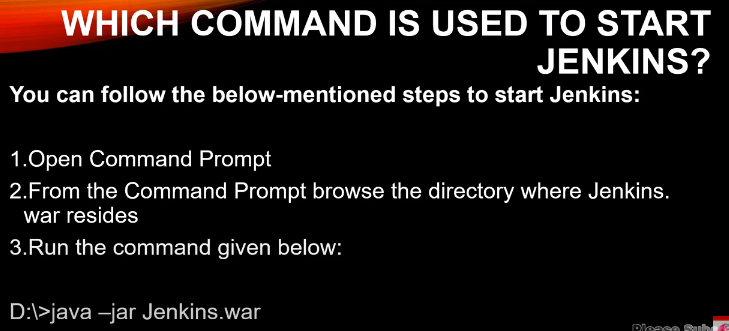 WHICH COMMAND IS USED TO START
JENKINS?
You can follow the below-mentioned steps to start Jenkins:
1.Open Command Prompt
2.From the Command Prompt browse the directory where Jenkins.
war resides
3.Run the command given below:
D:\>java –jar Jenkins.war
Please